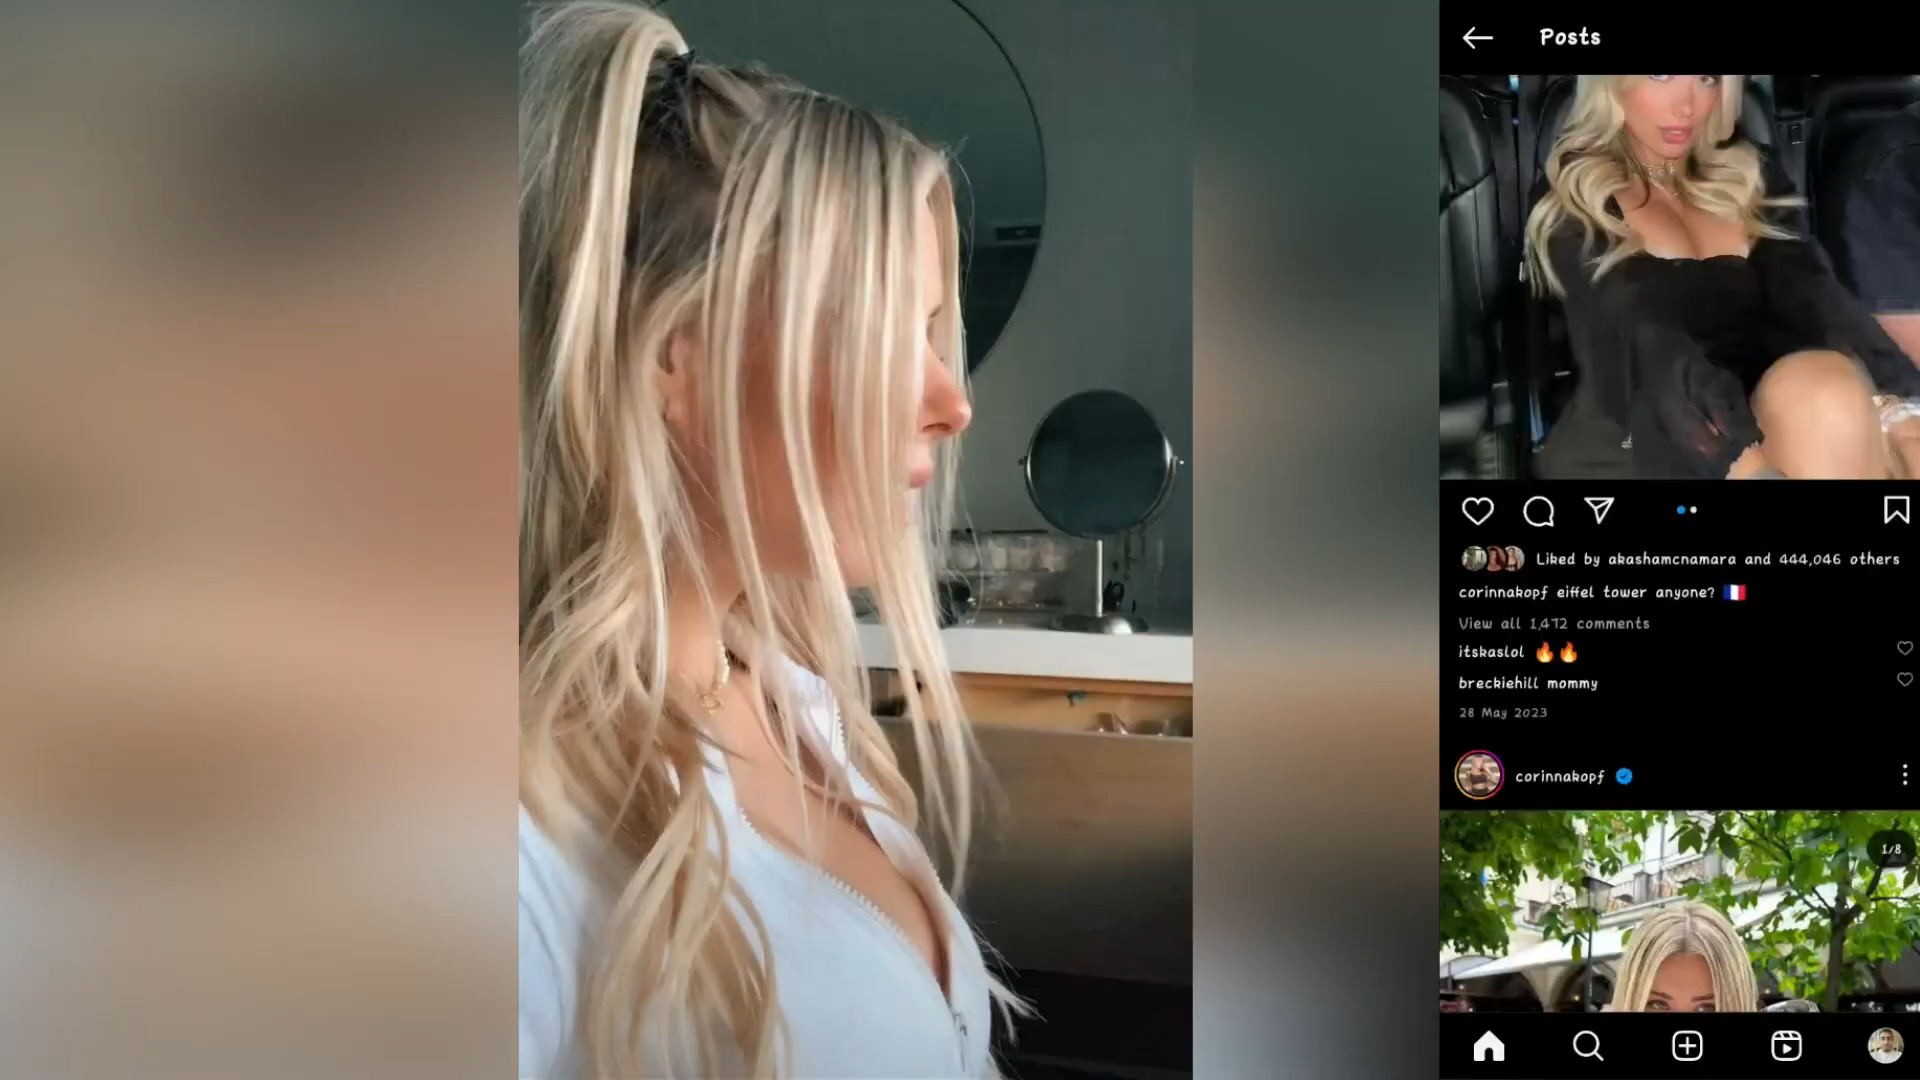 Posts
Liked by akashamcnamara and 444,046 others
corinnakopf eiffel tower anyone? 🇫🇷
View all 1,472 comments
itskaslol 🔥🔥
breckiehill mommy
28 May 2023
corinnakopf
1/8